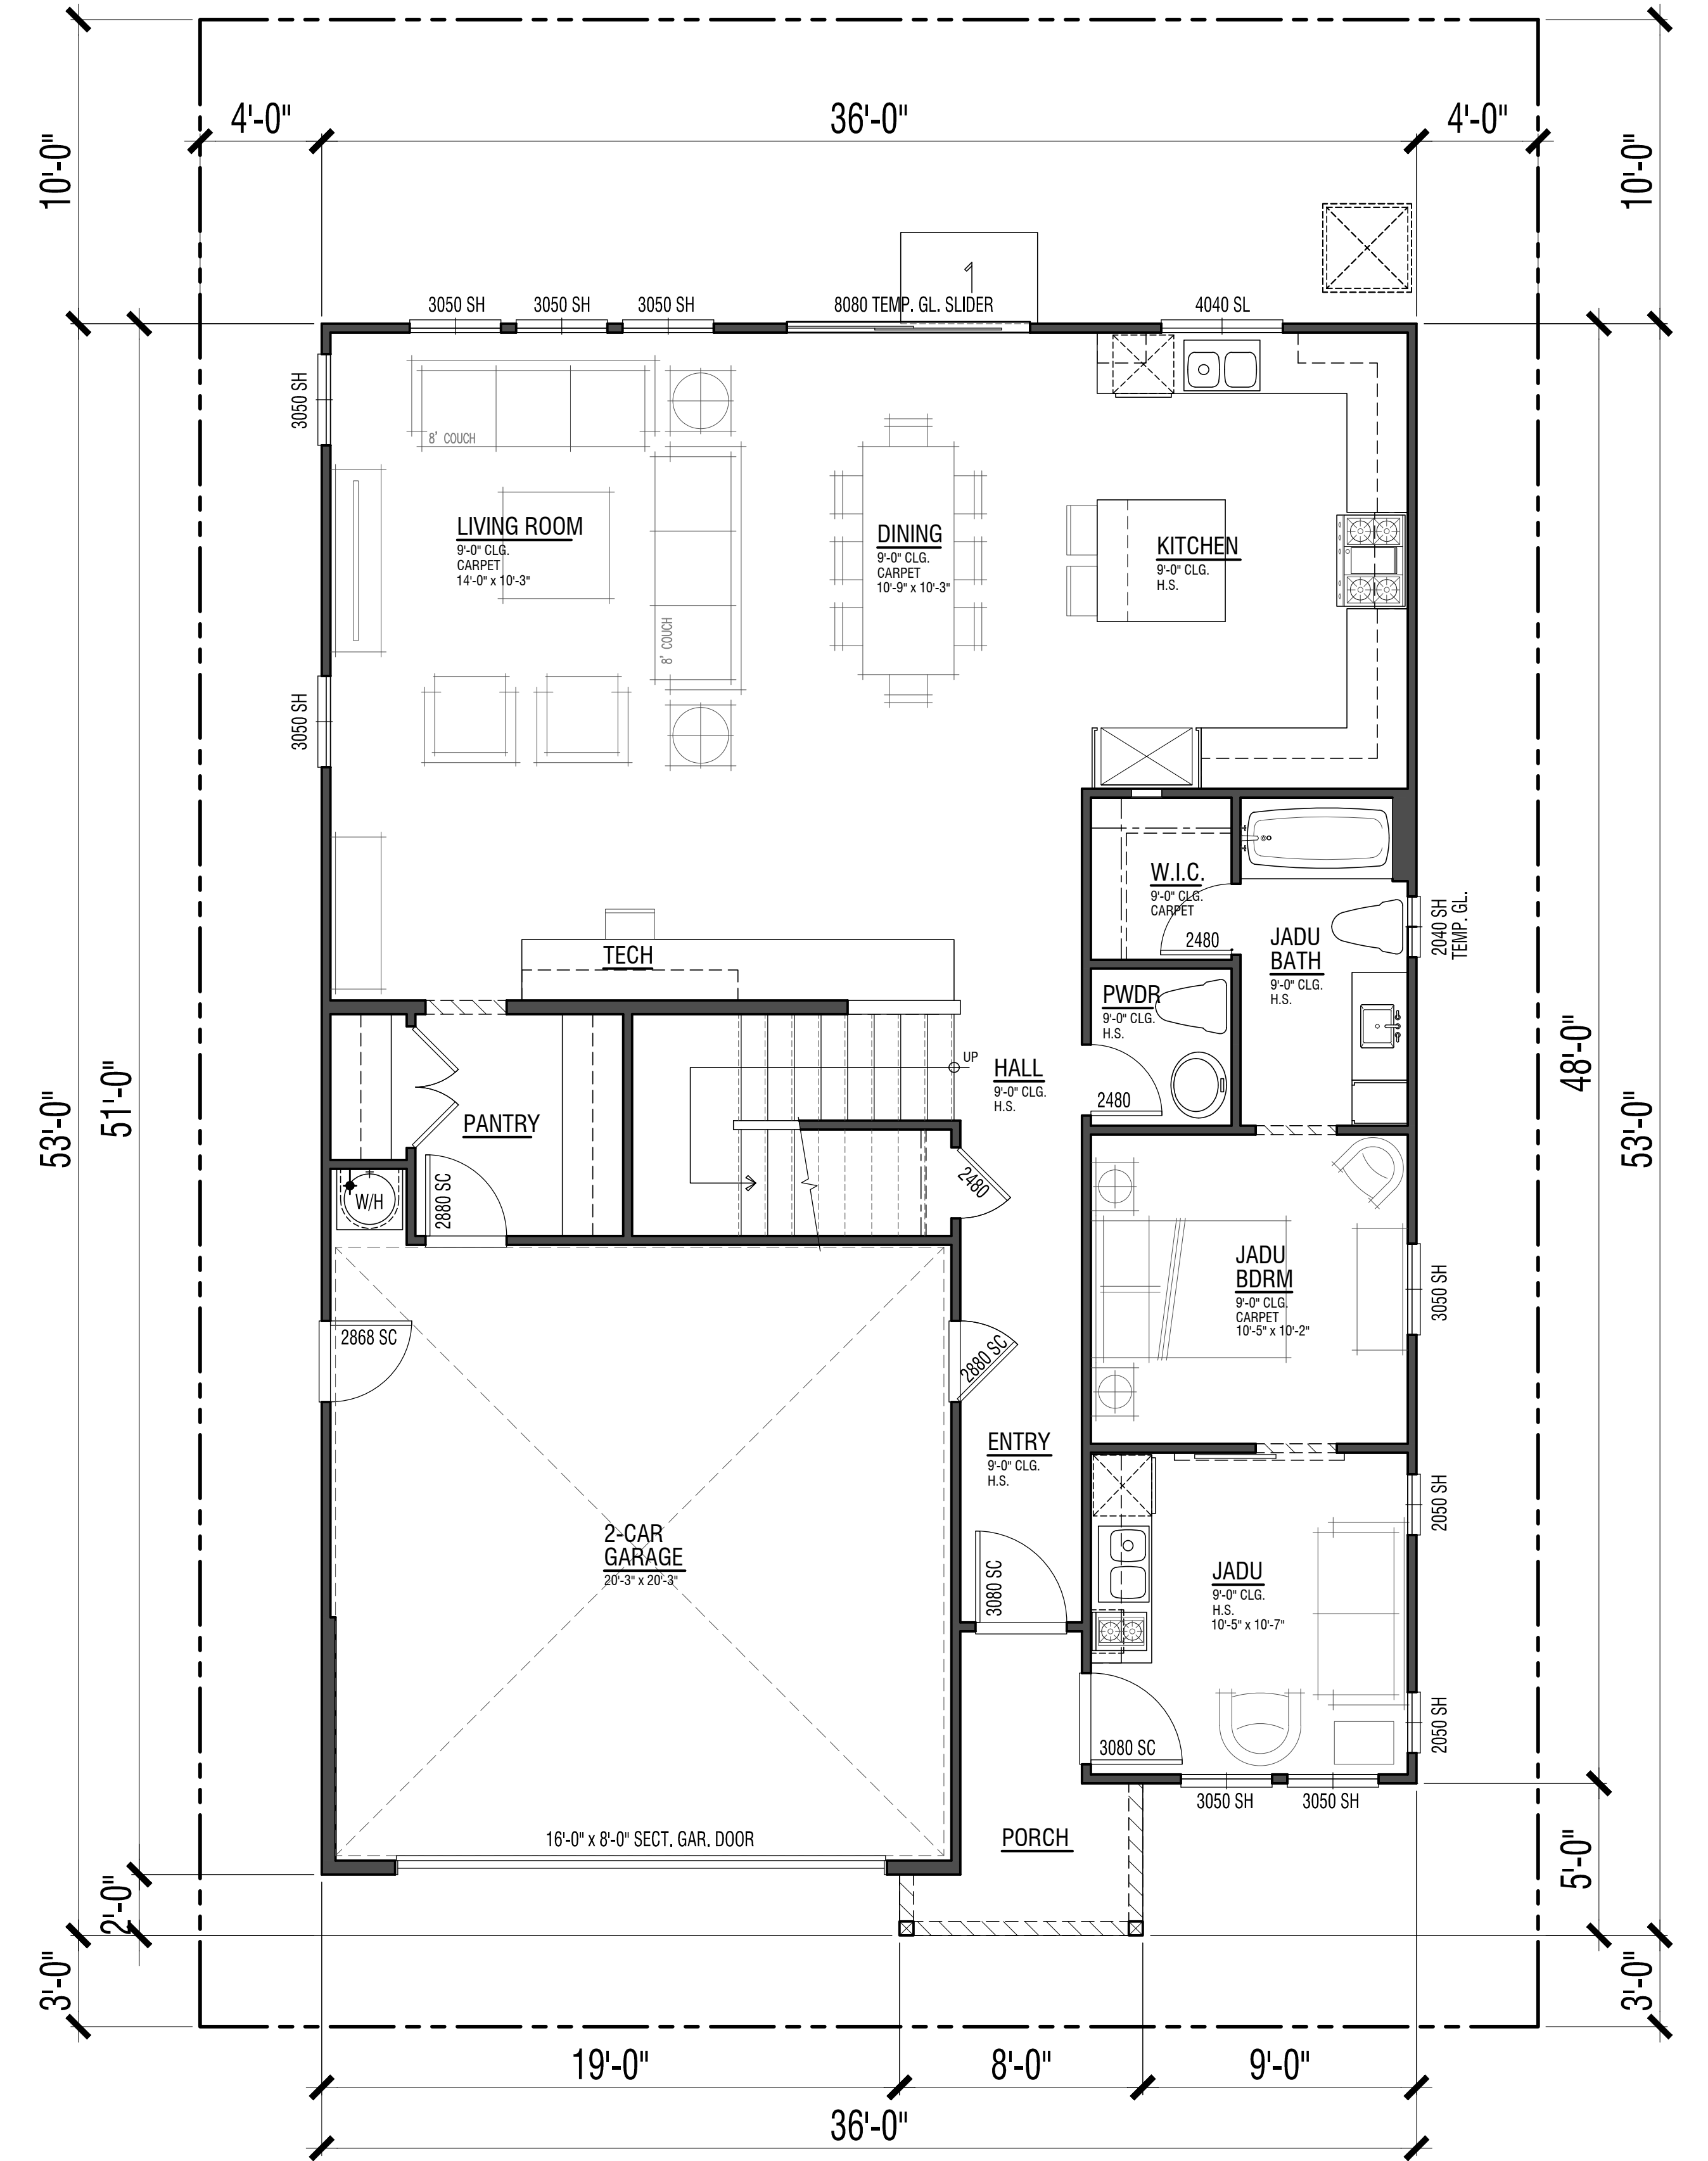 4'-0"
36'-0"
4'-0"
10'-0"
10'-0"
1
3050 SH
3050 SH
3050 SH
8080 TEMP. GL. SLIDER
4040 SL
3050 SH
8' COUCH
LIVING ROOM
9'-0" CLG.
CARPET
14'-0" x 10'-3"
DINING
9'-0" CLG.
CARPET
10'-9" x 10'-3"
KITCHEN
9'-0" CLG.
H.S.
8' COUCH
3050 SH
W.I.C.
9'-0" CLG.
CARPET
2480
JADU
BATH
9'-0" CLG.
H.S.
2040 SH
TEMP. GL.
TECH
PWDR
9'-0" CLG.
H.S.
2480
UP
HALL
9'-0" CLG.
H.S.
PANTRY
W/H
2880 SC
2480
53'-0"
51'-0"
48'-0"
53'-0"
JADU
BDRM
9'-0" CLG.
CARPET
10'-5" x 10'-2"
3050 SH
2868 SC
2880 SC
ENTRY
9'-0" CLG.
H.S.
2050 SH
2-CAR
GARAGE
20'-3" x 20'-3"
3080 SC
JADU
9'-0" CLG.
H.S.
10'-5" x 10'-7"
2050 SH
3080 SC
3050 SH
3050 SH
16'-0" x 8'-0" SECT. GAR. DOOR
PORCH
2'-0"
5'-0"
3'-0"
3'-0"
19'-0"
8'-0"
9'-0"
36'-0"